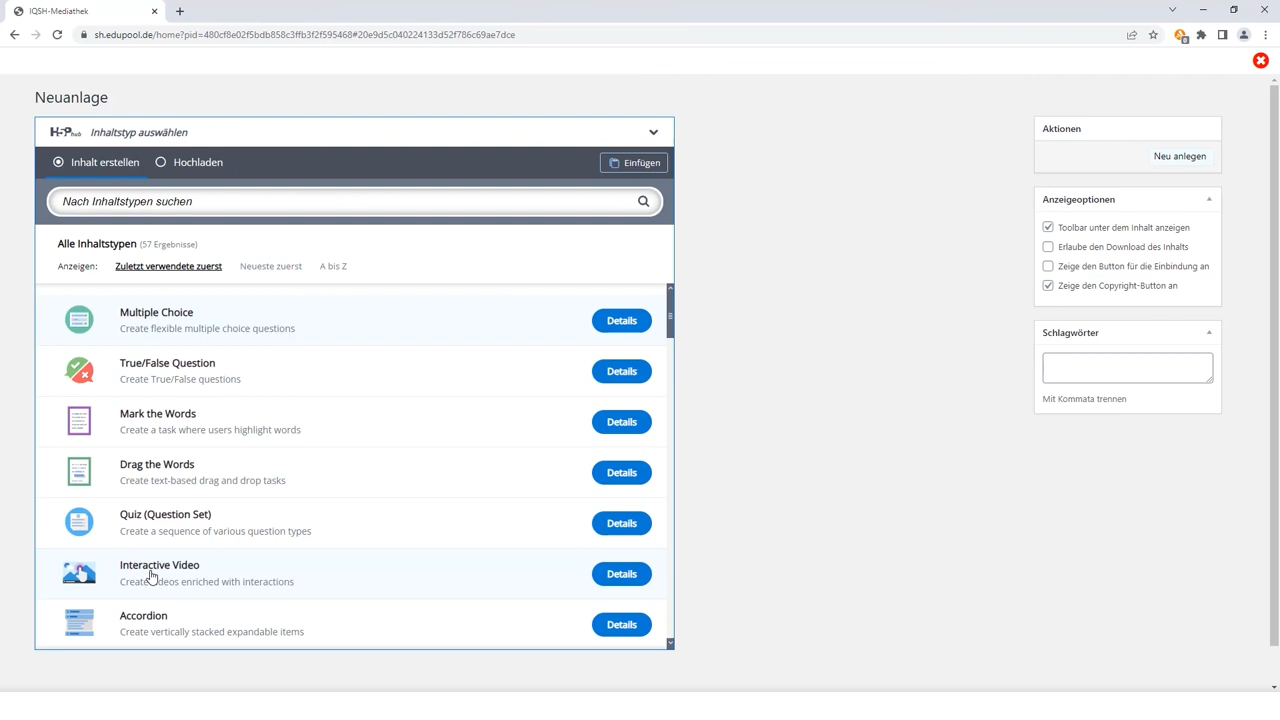 IQSH-Mediathek
sh.edupool.de/home?pid=480cf8e02f5bdb858c3ffb3f2f595468#20e9d5c040224133d52f786c69ae7dce
Neuanlage
H5P hub Inhaltstyp auswählen
Inhalt erstellen Hochladen Einfügen
Nach Inhaltstypen suchen
Alle Inhaltstypen (57 Ergebnisse)
Anzeigen: Zuletzt verwendete zuerst Neueste zuerst A bis Z
Multiple Choice
Create flexible multiple choice questions
Details
True/False Question
Create True/False questions
Details
Mark the Words
Create a task where users highlight words
Details
Drag the Words
Create text-based drag and drop tasks
Details
Quiz (Question Set)
Create a sequence of various question types
Details
Interactive Video
Create videos enriched with interactions
Details
Accordion
Create vertically stacked expandable items
Details
Aktionen
Neu anlegen
Anzeigeoptionen
Toolbar unter dem Inhalt anzeigen
Erlaube den Download des Inhalts
Zeige den Button für die Einbindung an
Zeige den Copyright-Button an
Schlagwörter
Mit Kommata trennen